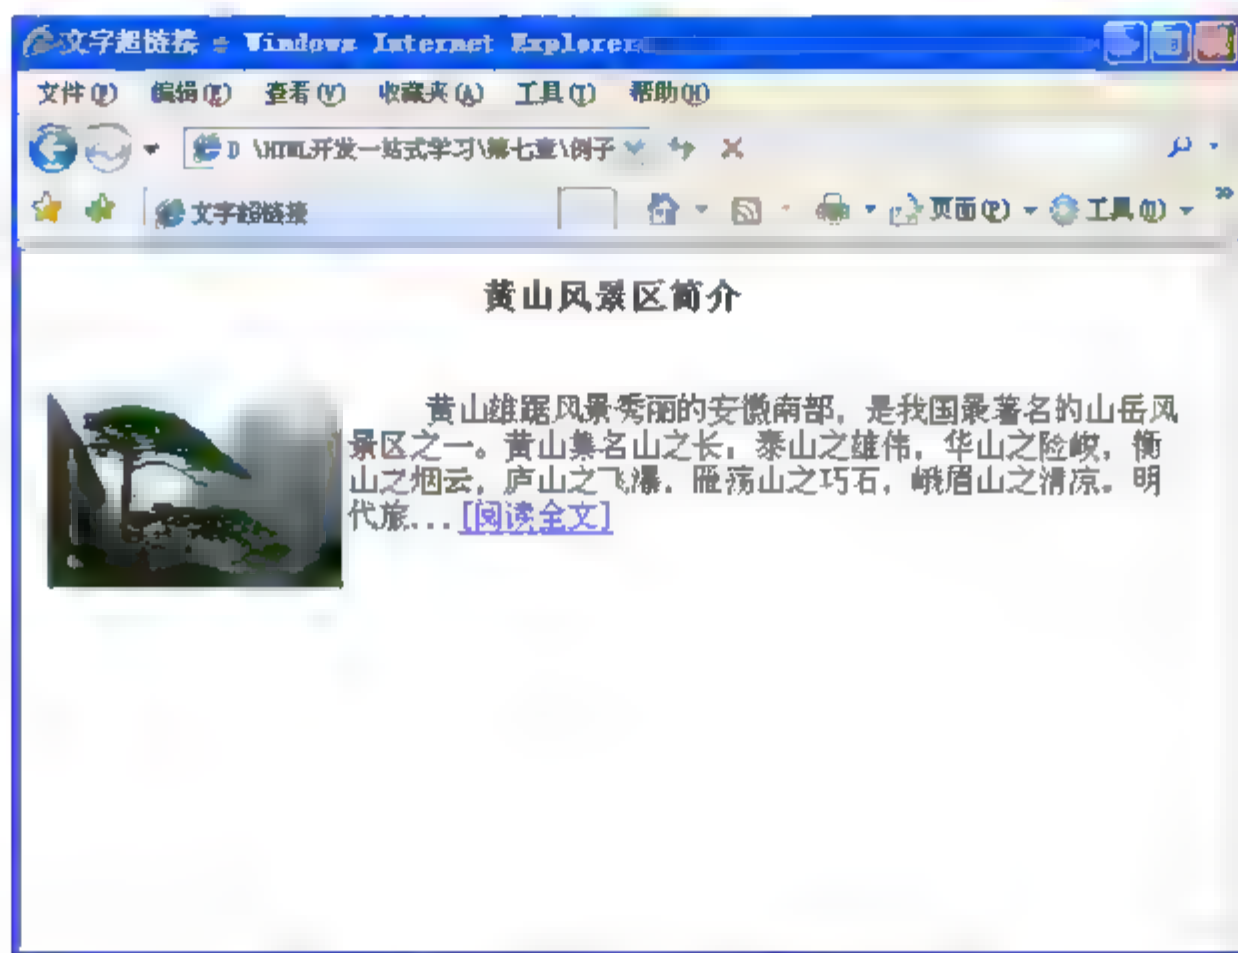 文字超链接 - Windows Internet Explorer
文件(F) 编辑(E) 查看(V) 收藏夹(A) 工具(T) 帮助(H)
D \HTML开发一站式学习\第七章\例子
文字超链接 页面(P) 工具(O)
黄山风景区简介
黄山雄踞风景秀丽的安徽南部，是我国最著名的山岳风
景区之一。黄山集名山之长，泰山之雄伟，华山之险峻，衡
山之烟云，庐山之飞瀑，雁荡山之巧石，峨眉山之清凉。明
代旅...[阅读全文]